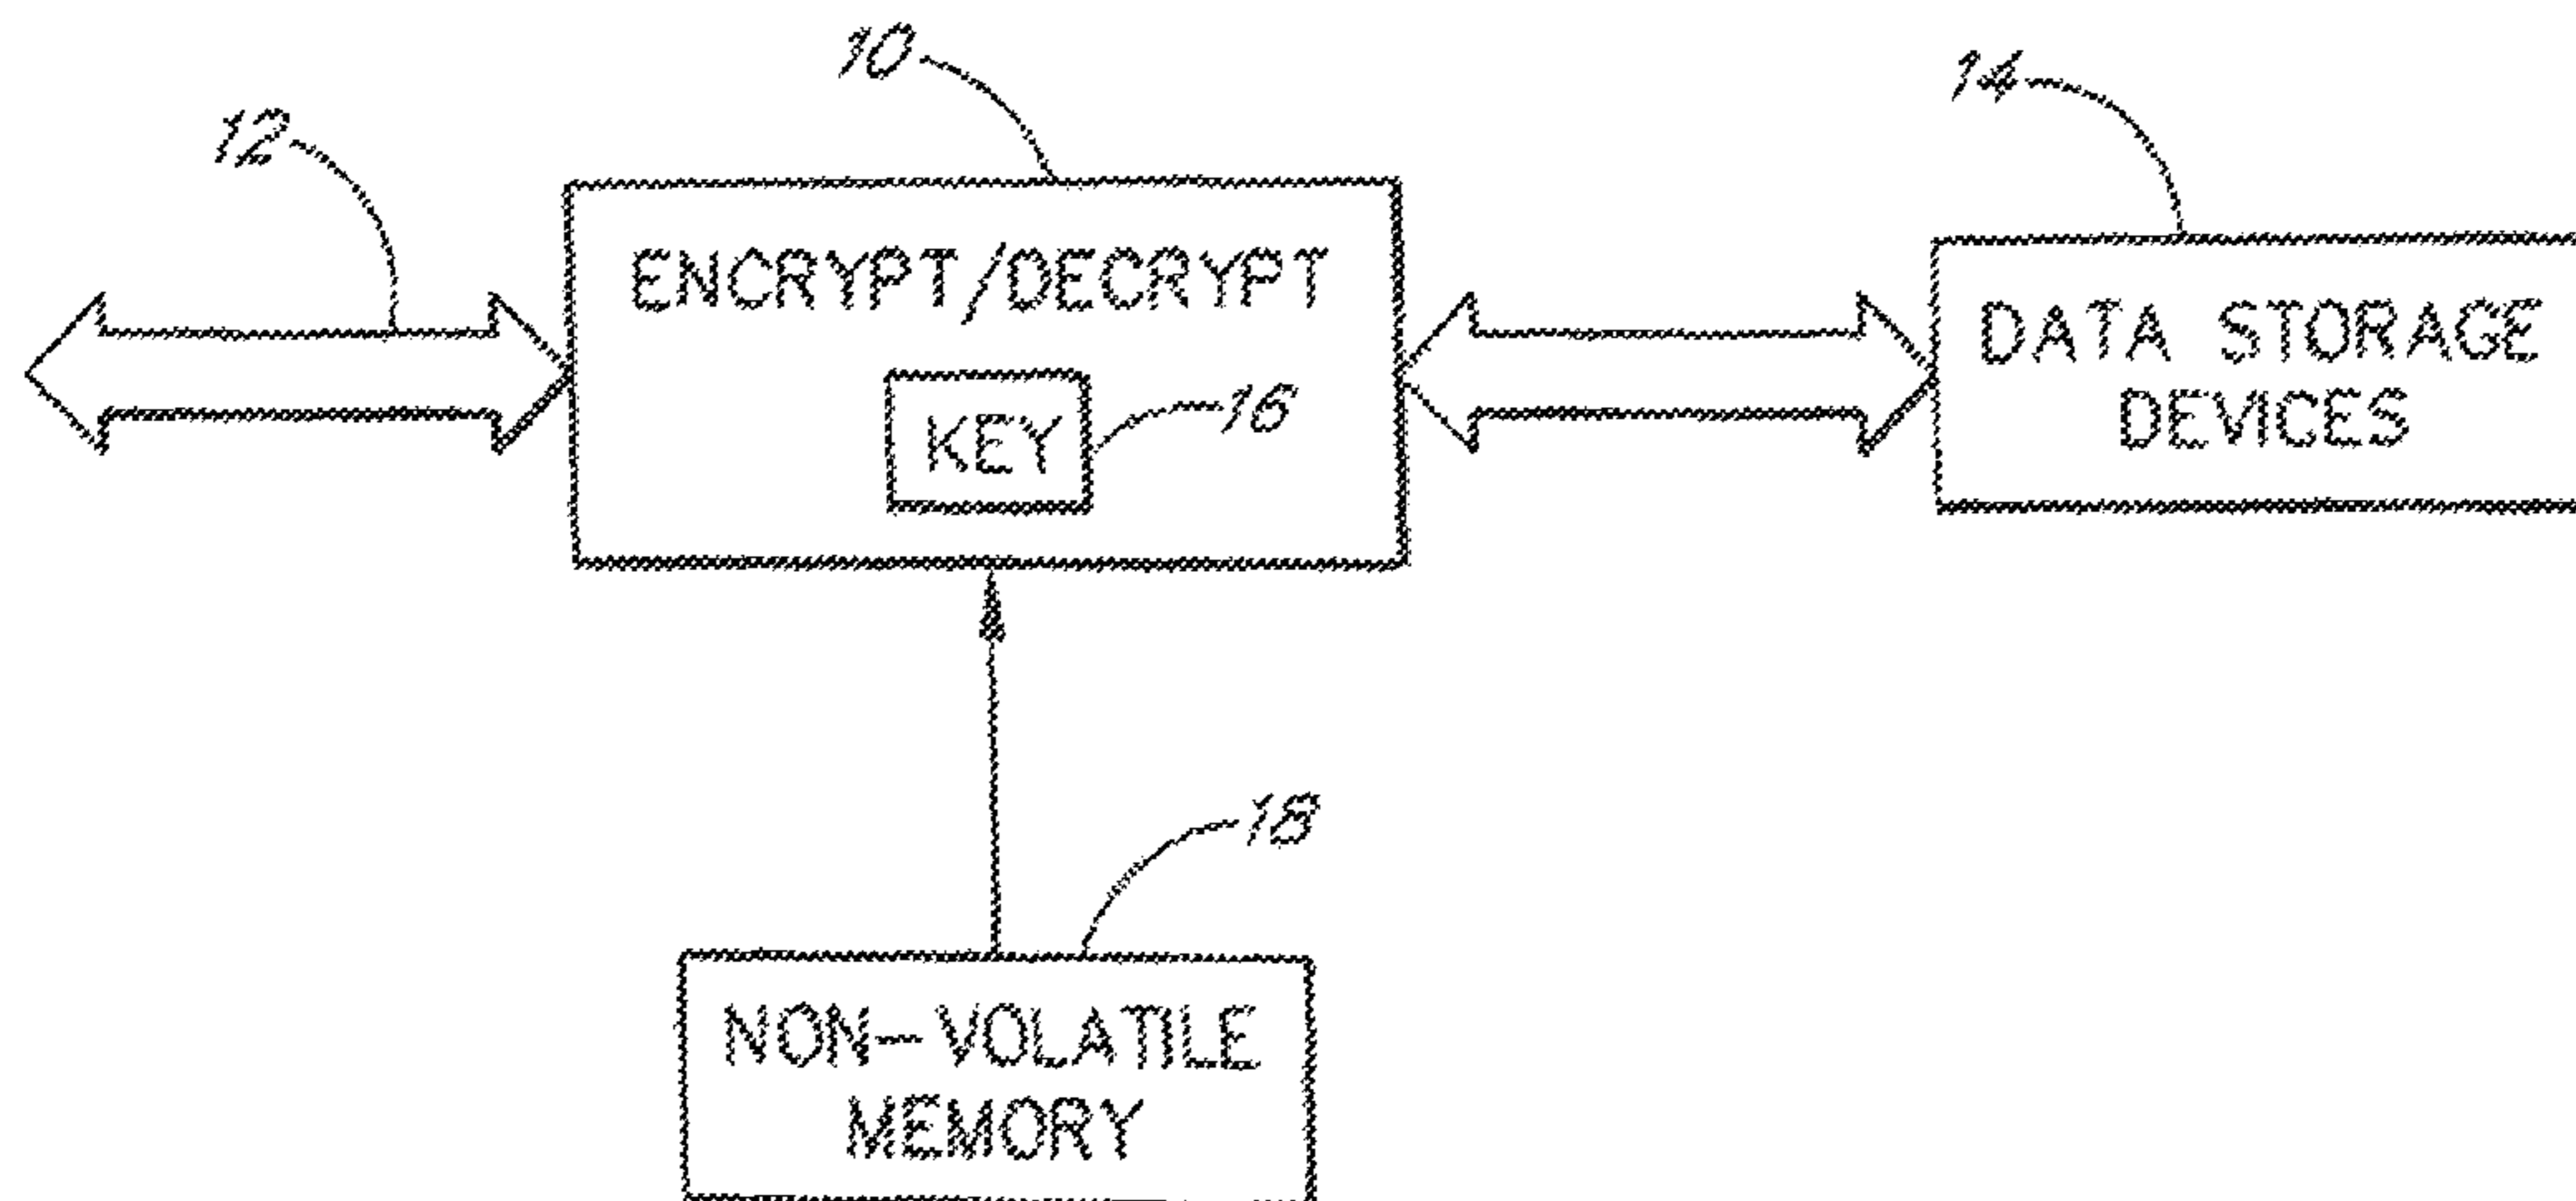 10
14
12
ENCRYPT/DECRYPT
DATA STORAGE
DEVICES
KEY
16
18
NON-VOLATILE
MEMORY